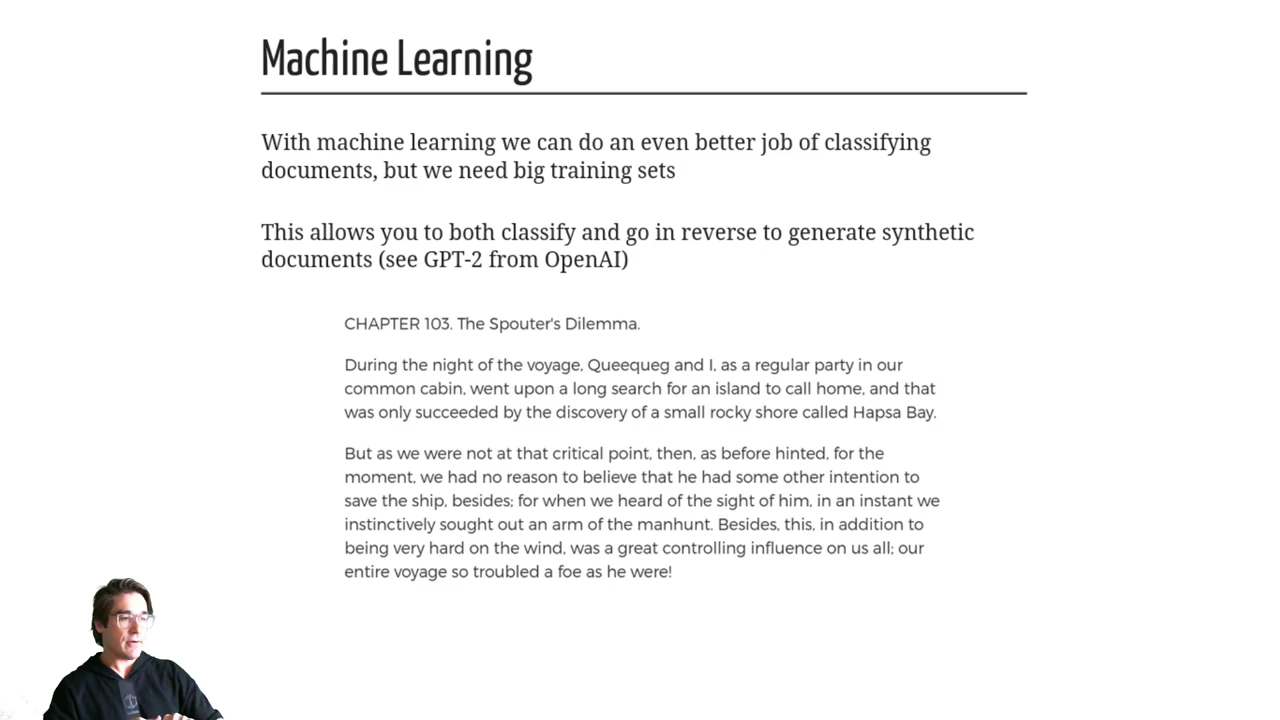 Machine Learning
With machine learning we can do an even better job of classifying
documents, but we need big training sets
This allows you to both classify and go in reverse to generate synthetic
documents (see GPT-2 from OpenAI)
CHAPTER 103. The Spouter's Dilemma.
During the night of the voyage, Queequeg and I, as a regular party in our
common cabin, went upon a long search for an island to call home, and that
was only succeeded by the discovery of a small rocky shore called Hapsa Bay.
But as we were not at that critical point, then, as before hinted, for the
moment, we had no reason to believe that he had some other intention to
save the ship, besides; for when we heard of the sight of him, in an instant we
instinctively sought out an arm of the manhunt. Besides, this, in addition to
being very hard on the wind, was a great controlling influence on us all; our
entire voyage so troubled a foe as he were!